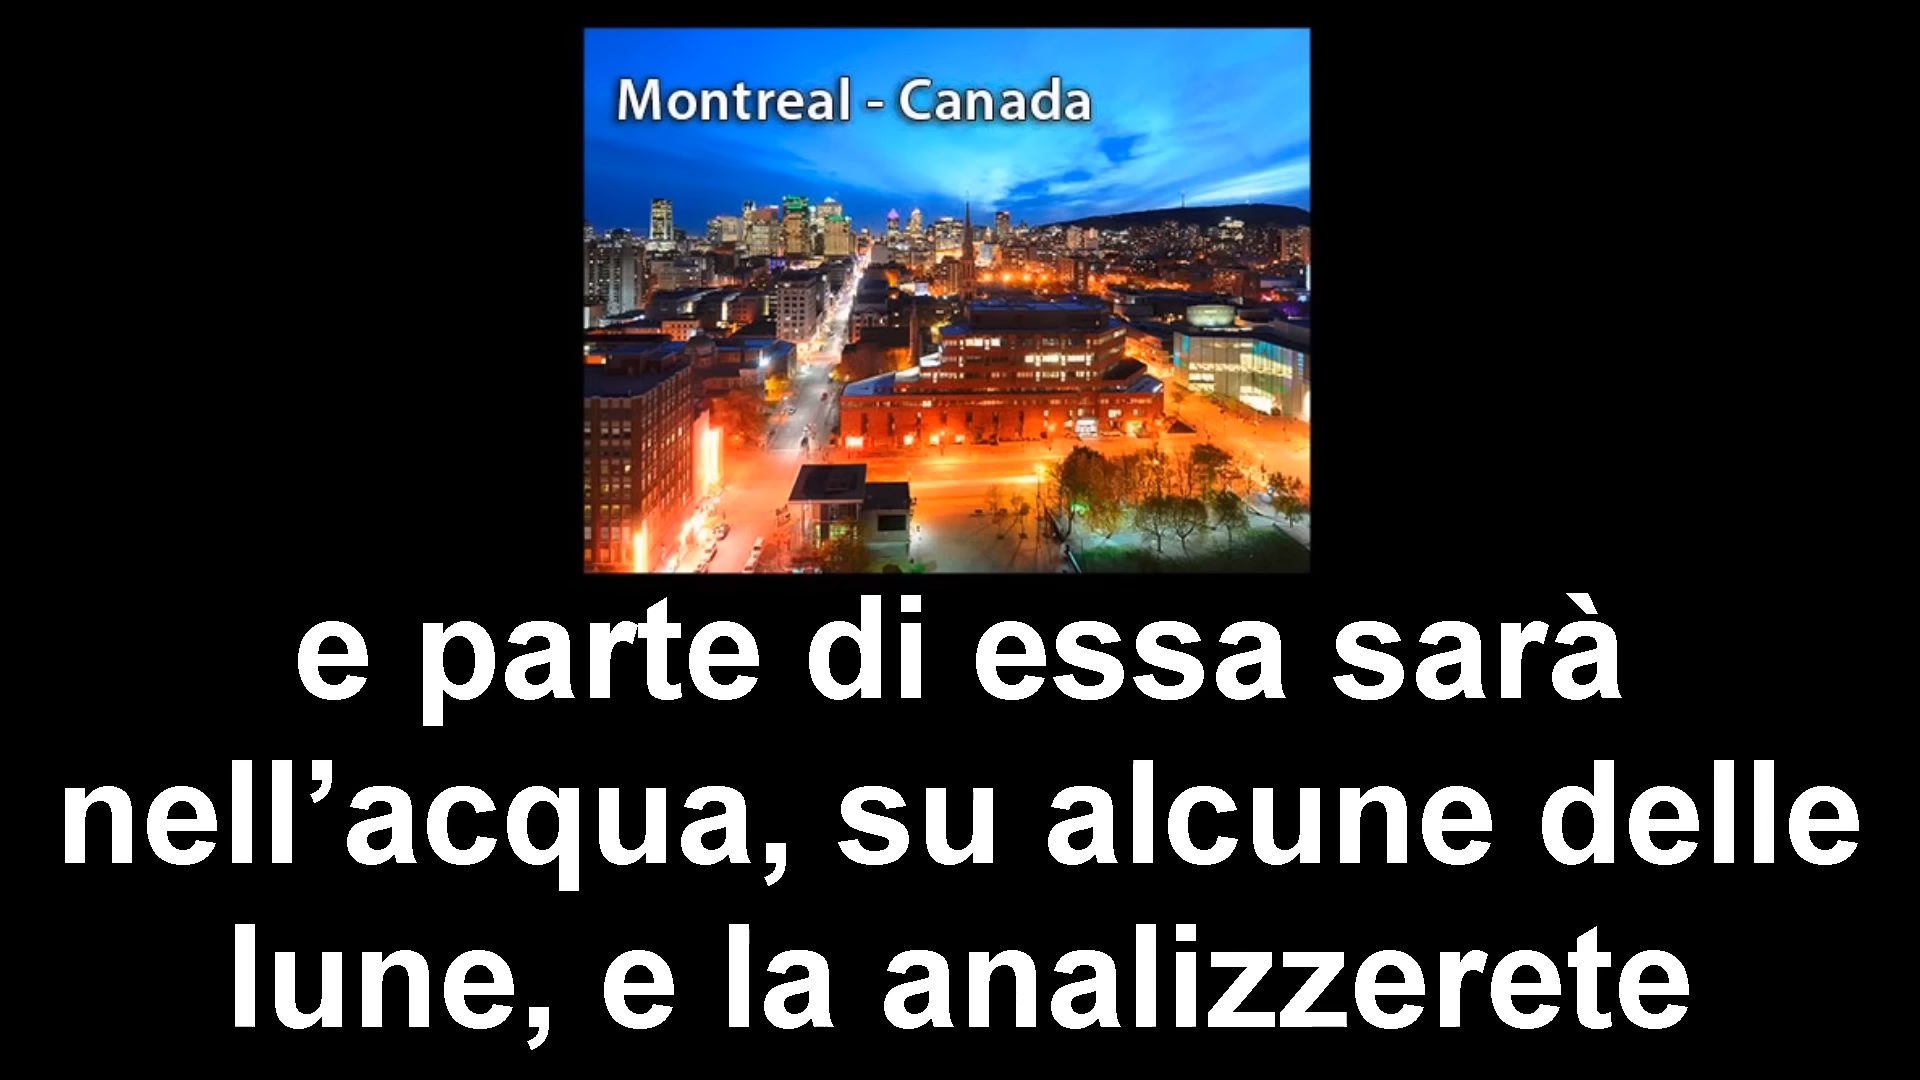 Montreal - Canada
e parte di essa sarà
nell’acqua, su alcune delle
lune, e la analizzerete